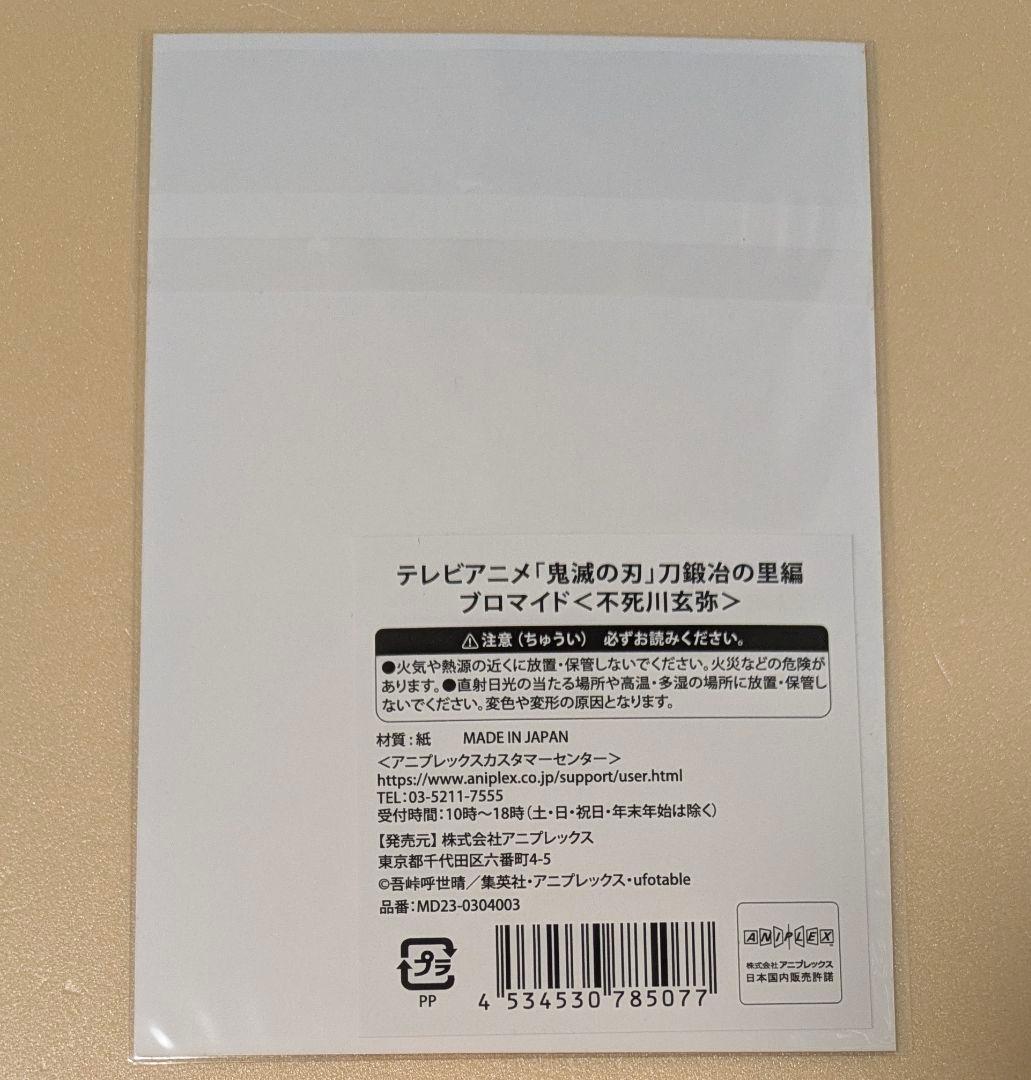 テレビアニメ「鬼滅の刃」刀鍛冶の里編
ブロマイド＜不死川玄弥＞
⚠注意（ちゅうい） 必ずお読みください。
●火気や熱源の近くに放置・保管しないでください。火災などの危険が
あります。●直射日光の当たる場所や高温・多湿の場所に放置・保管し
ないでください。変色や変形の原因となります。
材質：紙 MADE IN JAPAN
＜アニプレックスカスタマーセンター＞
https://www.aniplex.co.jp/support/user.html
TEL：03-5211-7555
受付時間：10時～18時（土・日・祝日・年末年始は除く）
【発売元】株式会社アニプレックス
東京都千代田区六番町4-5
©吾峠呼世晴／集英社・アニプレックス・ufotable
品番：MD23-0304003
プラ
PP
4 534530 785077
ANIPLEX
株式会社アニプレックス
日本国内販売許諾